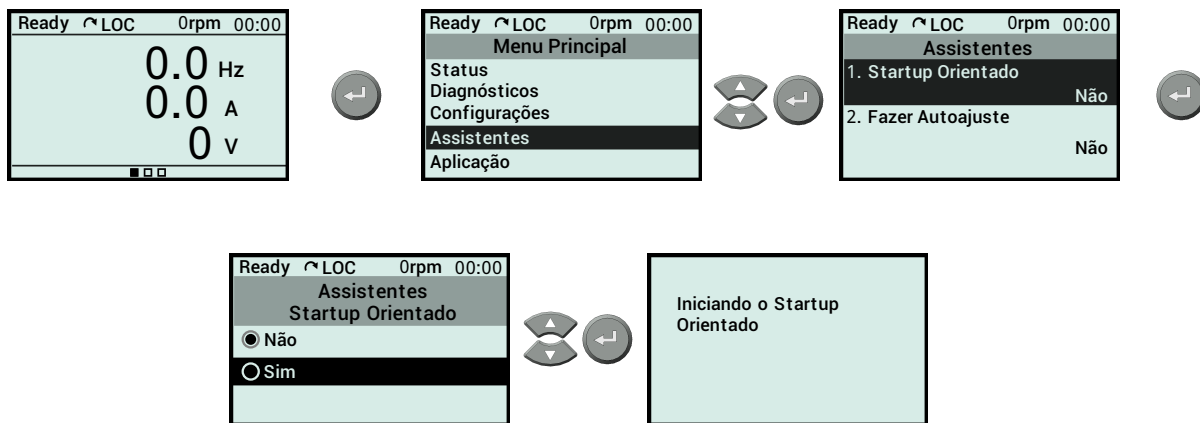 Ready LOC 0rpm 00:00
0.0 Hz
0.0 A
0 V
Ready LOC 0rpm 00:00
Menu Principal
Status
Diagnósticos
Configurações
Assistentes
Aplicação
Ready LOC 0rpm 00:00
Assistentes
1. Startup Orientado
Não
2. Fazer Autoajuste
Não
Ready LOC 0rpm 00:00
Assistentes
Startup Orientado
Não
Sim
Iniciando o Startup
Orientado